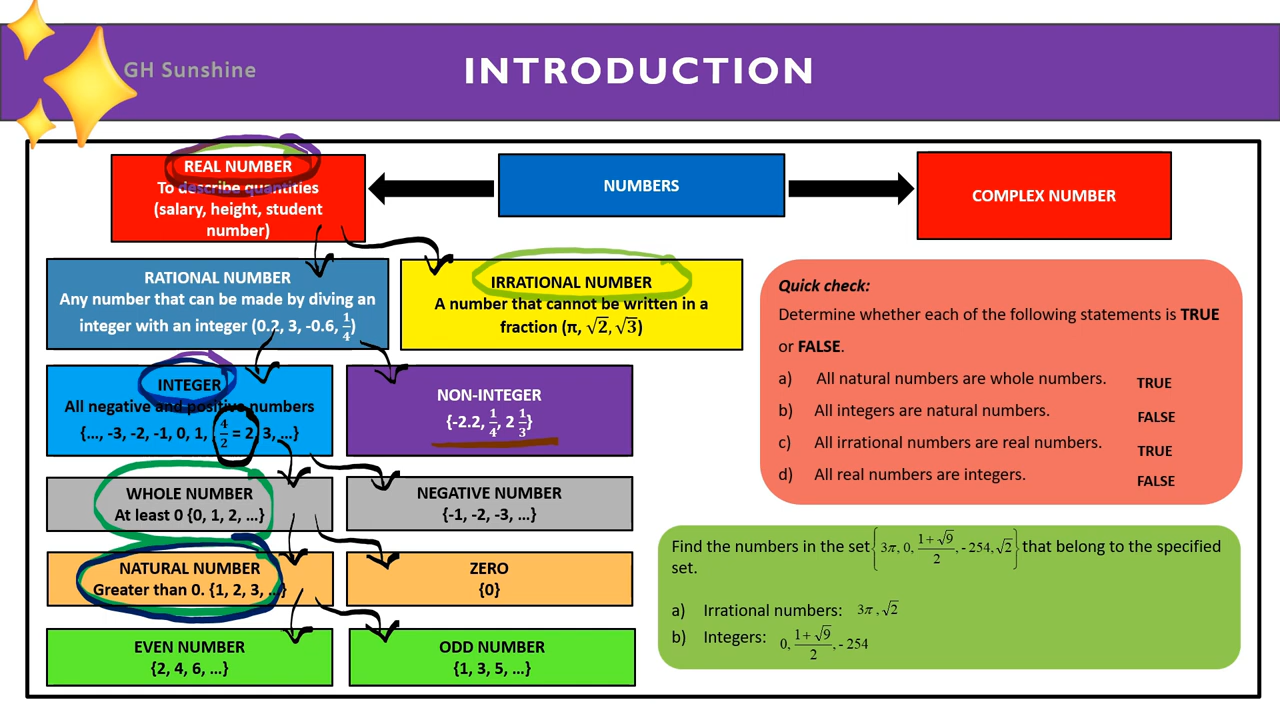 GH Sunshine
INTRODUCTION
REAL NUMBER
To describe quantities
(salary, height, student
number)
NUMBERS
COMPLEX NUMBER
RATIONAL NUMBER
Any number that can be made by diving an
integer with an integer (0.2, 3, -0.6, 1/4)
IRRATIONAL NUMBER
A number that cannot be written in a
fraction (π, √2, √3)
INTEGER
All negative and positive numbers
{…, -3, -2, -1, 0, 1, 4/2 = 2, 3, …}
NON-INTEGER
{-2.2, 1/4, 2 1/3}
WHOLE NUMBER
At least 0 {0, 1, 2, …}
NEGATIVE NUMBER
{-1, -2, -3, …}
NATURAL NUMBER
Greater than 0. {1, 2, 3, …}
ZERO
{0}
EVEN NUMBER
{2, 4, 6, …}
ODD NUMBER
{1, 3, 5, …}
Quick check:
Determine whether each of the following statements is TRUE
or FALSE.
a) All natural numbers are whole numbers. TRUE
b) All integers are natural numbers. FALSE
c) All irrational numbers are real numbers. TRUE
d) All real numbers are integers. FALSE
Find the numbers in the set {3π, 0, (1+√9)/2, -254, √2} that belong to the specified
set.
a) Irrational numbers: 3π, √2
b) Integers: 0, (1+√9)/2, -254